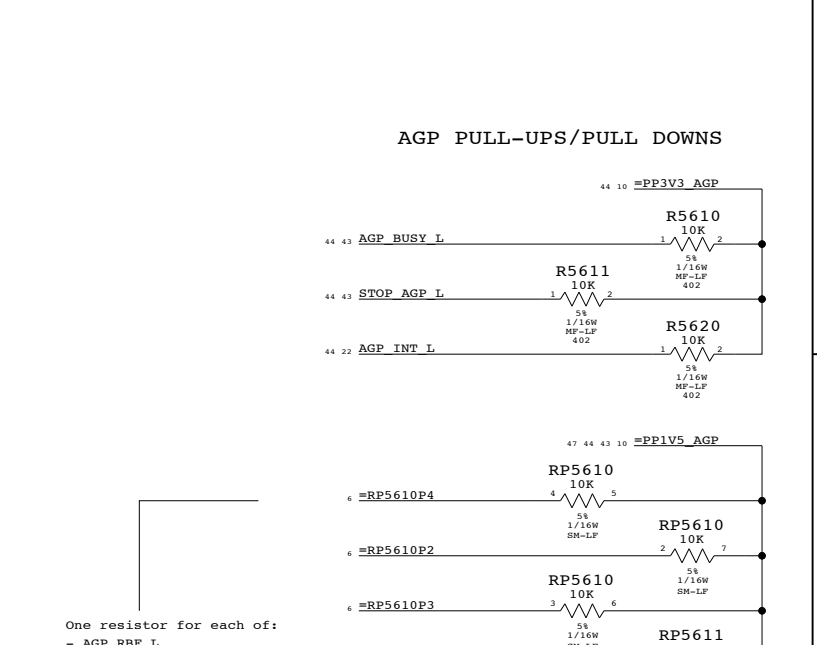 AGP PULL-UPS/PULL DOWNS
44 10 =PP3V3_AGP
R5610
10K
44 43 AGP_BUSY_L 1 2
5%
1/16W
MF-LF
402
R5611
10K
44 43 STOP_AGP_L 1 2
5%
1/16W
MF-LF
402
R5620
10K
44 22 AGP_INT_L 1 2
5%
1/16W
MF-LF
402
47 44 43 10 =PP1V5_AGP
RP5610
10K
6 =RP5610P4 4 5
5%
1/16W
SM-LF
RP5610
10K
6 =RP5610P2 2 7
5%
1/16W
SM-LF
RP5610
10K
6 =RP5610P3 3 6
5%
1/16W
RP5611
One resistor for each of:
- AGP_RBF_L